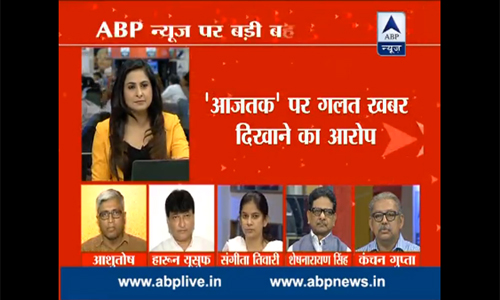 ABP न्यूज पर बड़ी बह
ABP
न्यूज
'आजतक' पर गलत खबर
दिखाने का आरोप
आशुतोष हारून यूसुफ संगीता तिवारी शेषनारायण सिंह कंचन गुप्ता
www.abplive.in www.abpnews.in